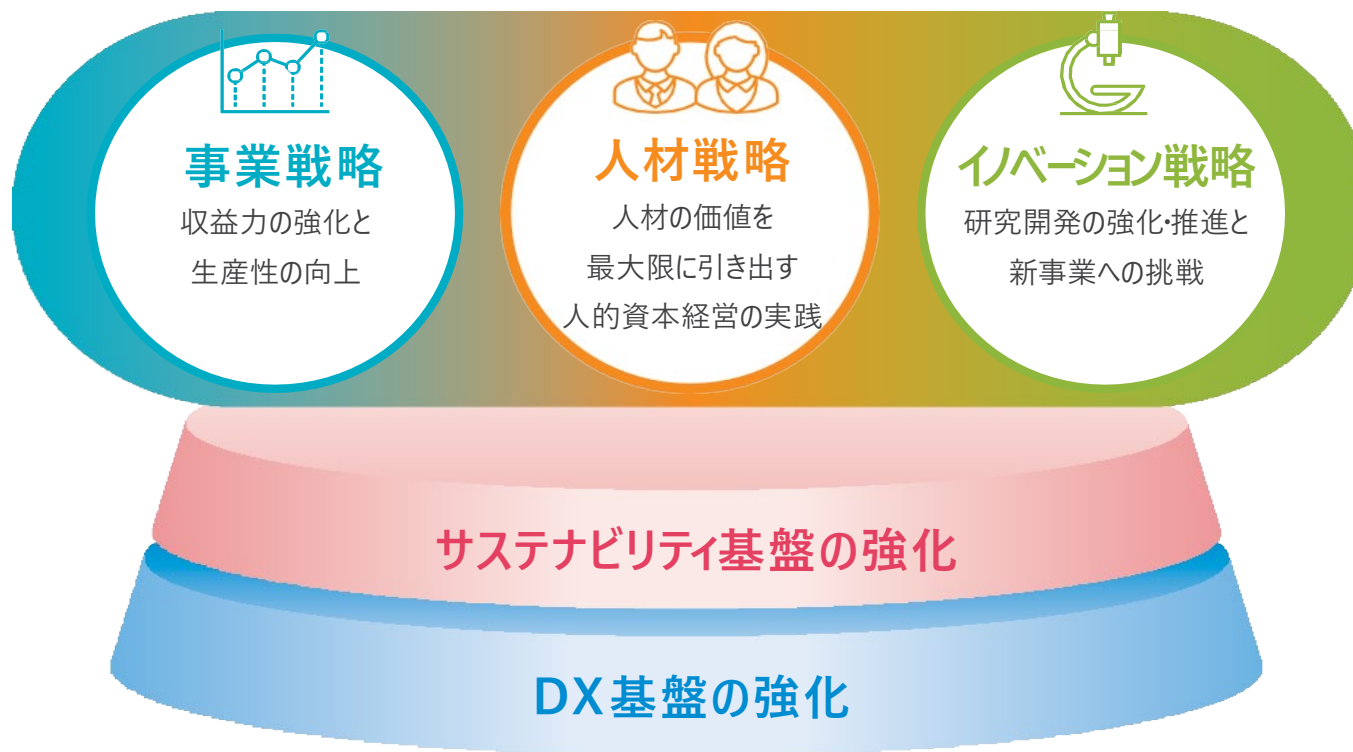 事業戦略
収益力の強化と
生産性の向上
人材戦略
人材の価値を
最大限に引き出す
人的資本経営の実践
イノベーション戦略
研究開発の強化・推進と
新事業への挑戦
サステナビリティ基盤の強化
DX基盤の強化